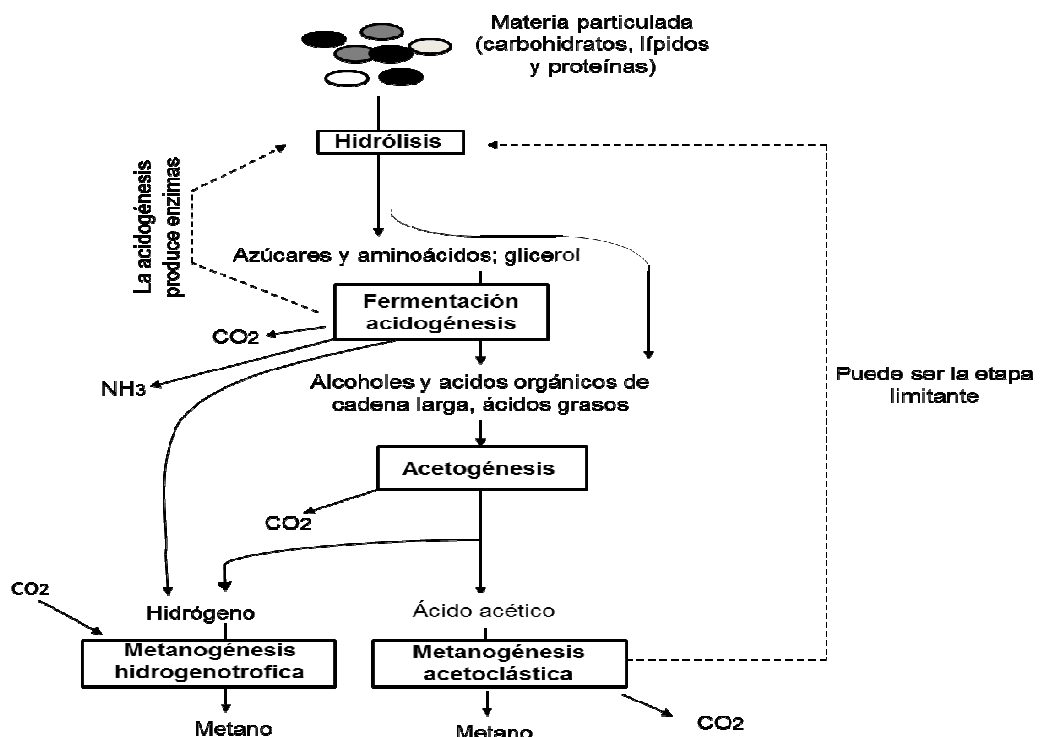 Materia particulada
(carbohidratos, lípidos
y proteínas)
Hidrólisis
La acidogénesis
produce enzimas
Azúcares y aminoácidos; glicerol
Fermentación
acidogénesis
CO2
NH3
Alcoholes y acidos orgánicos de
cadena larga, ácidos grasos
Puede ser la etapa
limitante
Acetogénesis
CO2
CO2
Hidrógeno
Ácido acético
Metanogénesis
hidrogenotrofica
Metanogénesis
acetoclástica
Metano
Metano
CO2